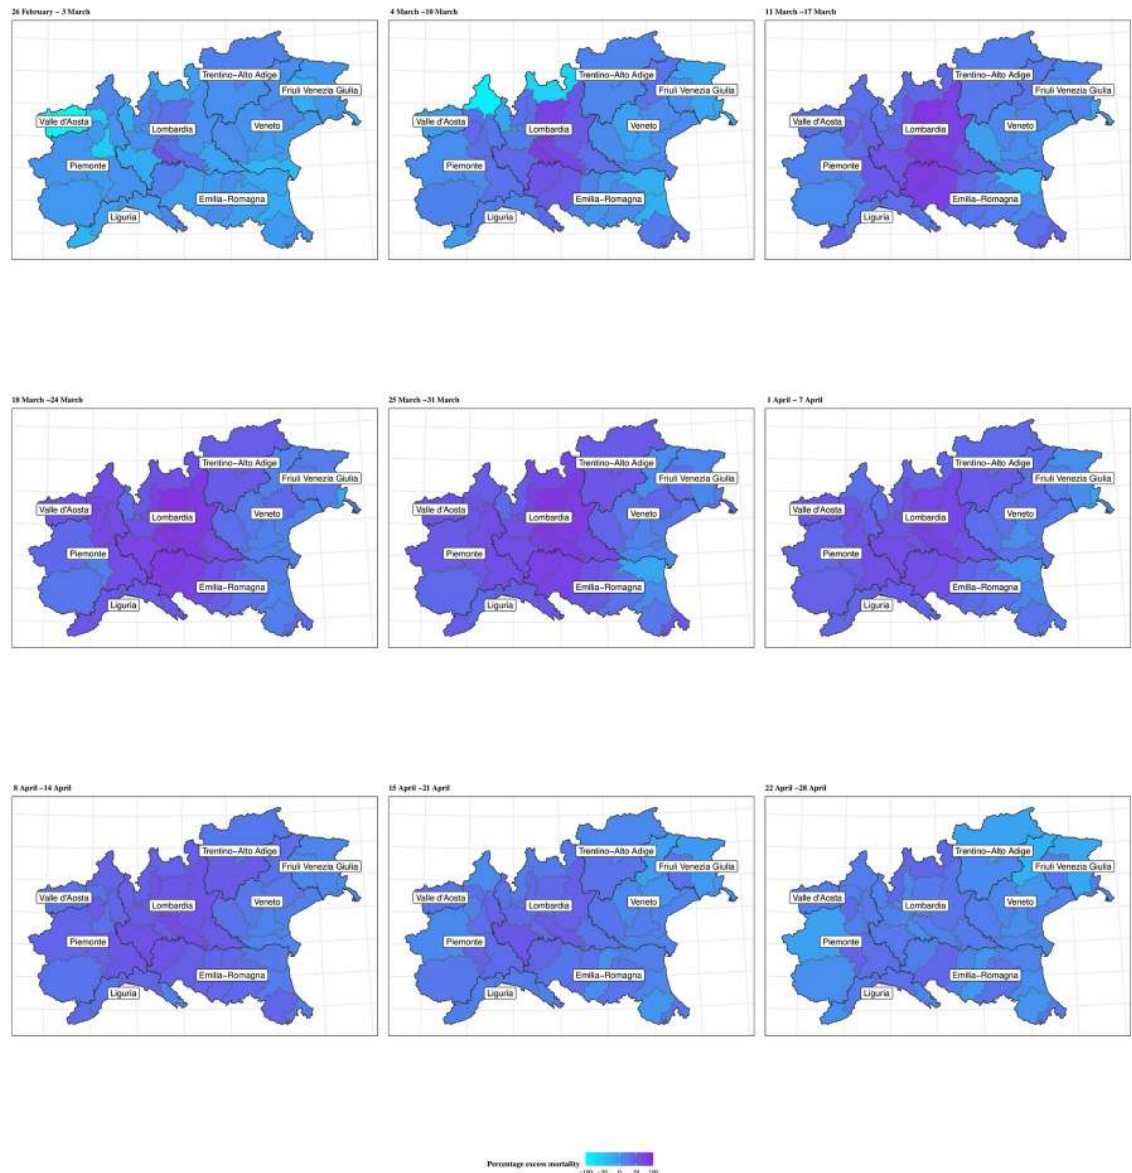 26 February − 3 March
4 March −10 March
11 March −17 March
Trentino−Alto Adige
Friuli Venezia Giulia
Valle d'Aosta
Lombardia
Veneto
Piemonte
Emilia−Romagna
Liguria
Trentino−Alto Adige
Friuli Venezia Giulia
Valle d'Aosta
Lombardia
Veneto
Piemonte
Emilia−Romagna
Liguria
Trentino−Alto Adige
Friuli Venezia Giulia
Valle d'Aosta
Lombardia
Veneto
Piemonte
Emilia−Romagna
Liguria
18 March −24 March
25 March −31 March
1 April − 7 April
Trentino−Alto Adige
Friuli Venezia Giulia
Valle d'Aosta
Lombardia
Veneto
Piemonte
Emilia−Romagna
Liguria
Trentino−Alto Adige
Friuli Venezia Giulia
Valle d'Aosta
Lombardia
Veneto
Piemonte
Emilia−Romagna
Liguria
Trentino−Alto Adige
Friuli Venezia Giulia
Valle d'Aosta
Lombardia
Veneto
Piemonte
Emilia−Romagna
Liguria
8 April −14 April
15 April −21 April
22 April −28 April
Trentino−Alto Adige
Friuli Venezia Giulia
Valle d'Aosta
Lombardia
Veneto
Piemonte
Emilia−Romagna
Liguria
Trentino−Alto Adige
Friuli Venezia Giulia
Valle d'Aosta
Lombardia
Veneto
Piemonte
Emilia−Romagna
Liguria
Trentino−Alto Adige
Friuli Venezia Giulia
Valle d'Aosta
Lombardia
Veneto
Piemonte
Emilia−Romagna
Liguria
Percentage excess mortality
−100 −50 0 50 100